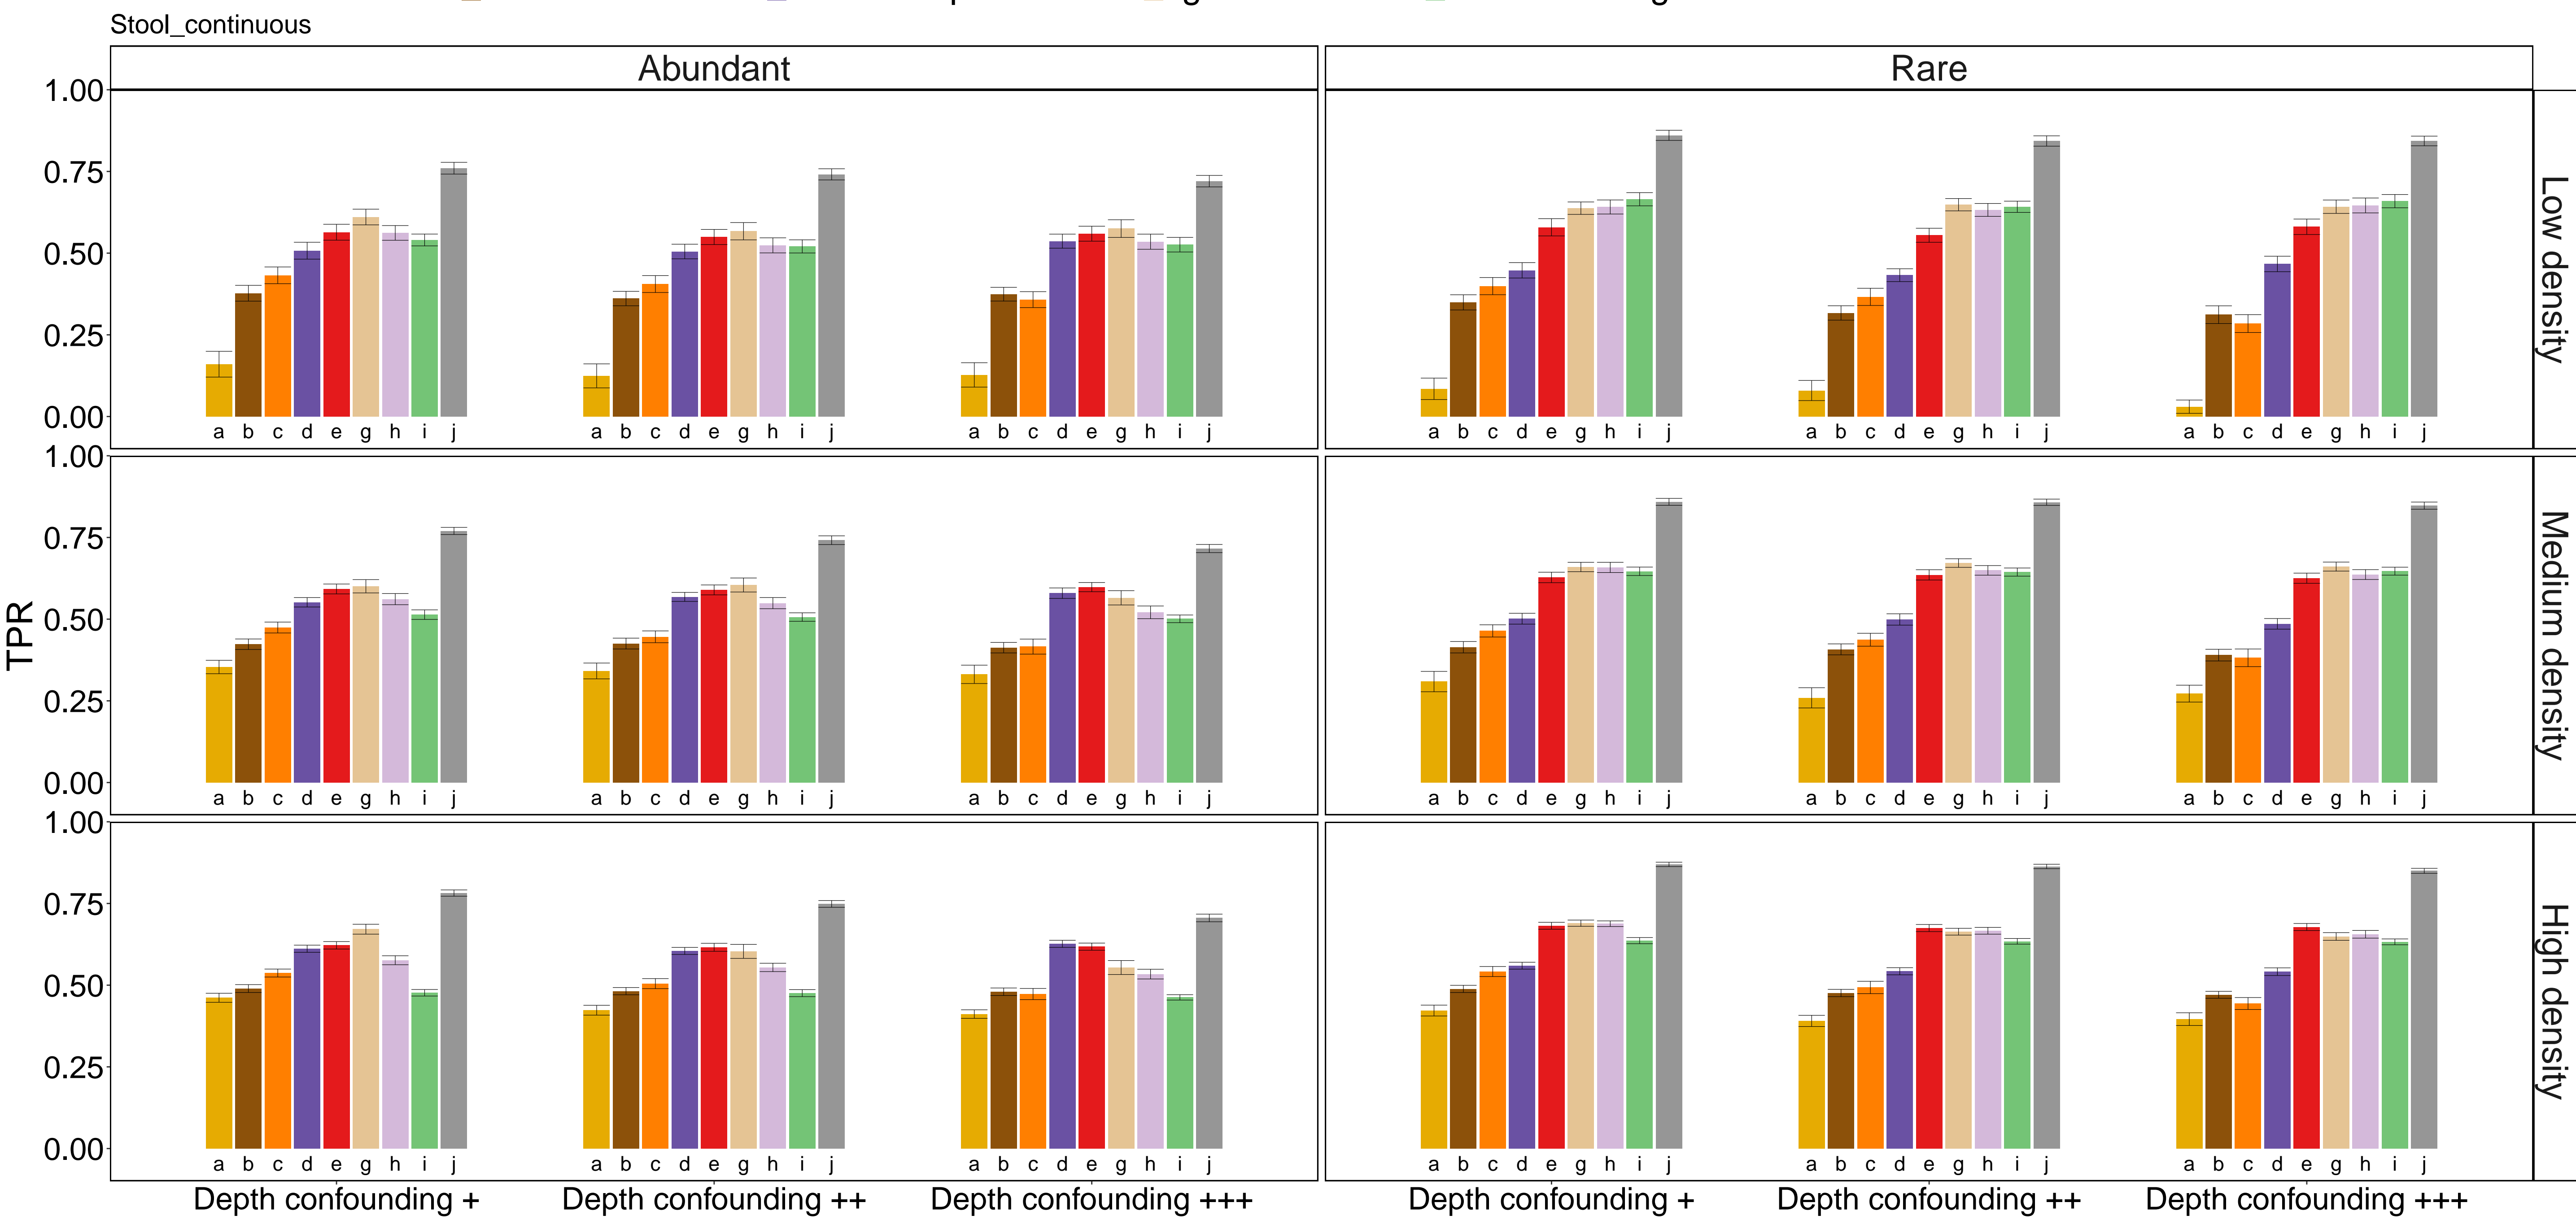 Stool_continuous
Abundant
Rare
1.00
0.75
0.50
0.25
0.00
a b c d e g h i j
a b c d e g h i j
a b c d e g h i j
a b c d e g h i j
a b c d e g h i j
a b c d e g h i j
Low density
1.00
0.75
0.50
0.25
0.00
a b c d e g h i j
a b c d e g h i j
a b c d e g h i j
a b c d e g h i j
a b c d e g h i j
a b c d e g h i j
Medium density
TPR
1.00
0.75
0.50
0.25
0.00
a b c d e g h i j
a b c d e g h i j
a b c d e g h i j
a b c d e g h i j
a b c d e g h i j
a b c d e g h i j
High density
Depth confounding +
Depth confounding ++
Depth confounding +++
Depth confounding +
Depth confounding ++
Depth confounding +++